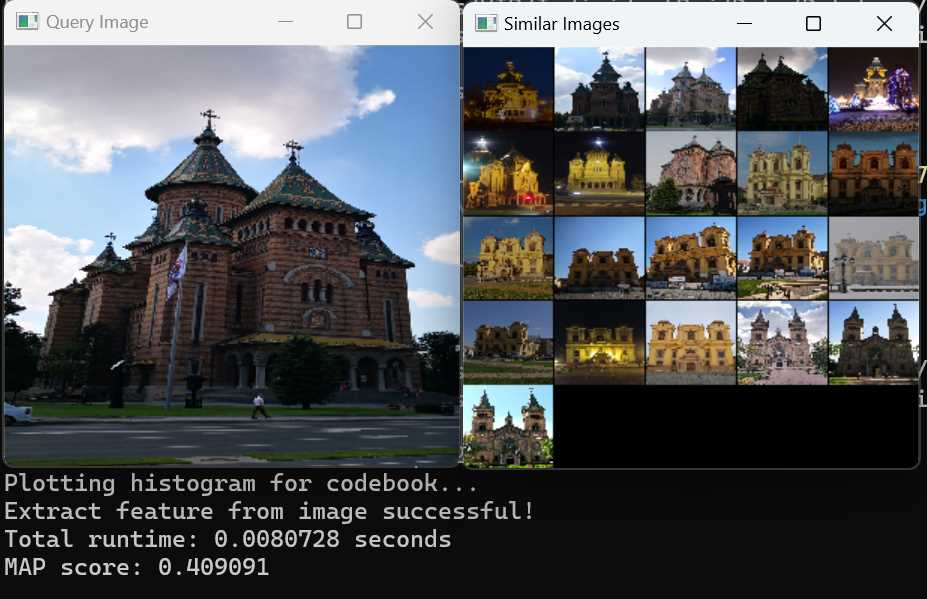 Query Image
Similar Images
Plotting histogram for codebook...
Extract feature from image successful!
Total runtime: 0.0080728 seconds
MAP score: 0.409091